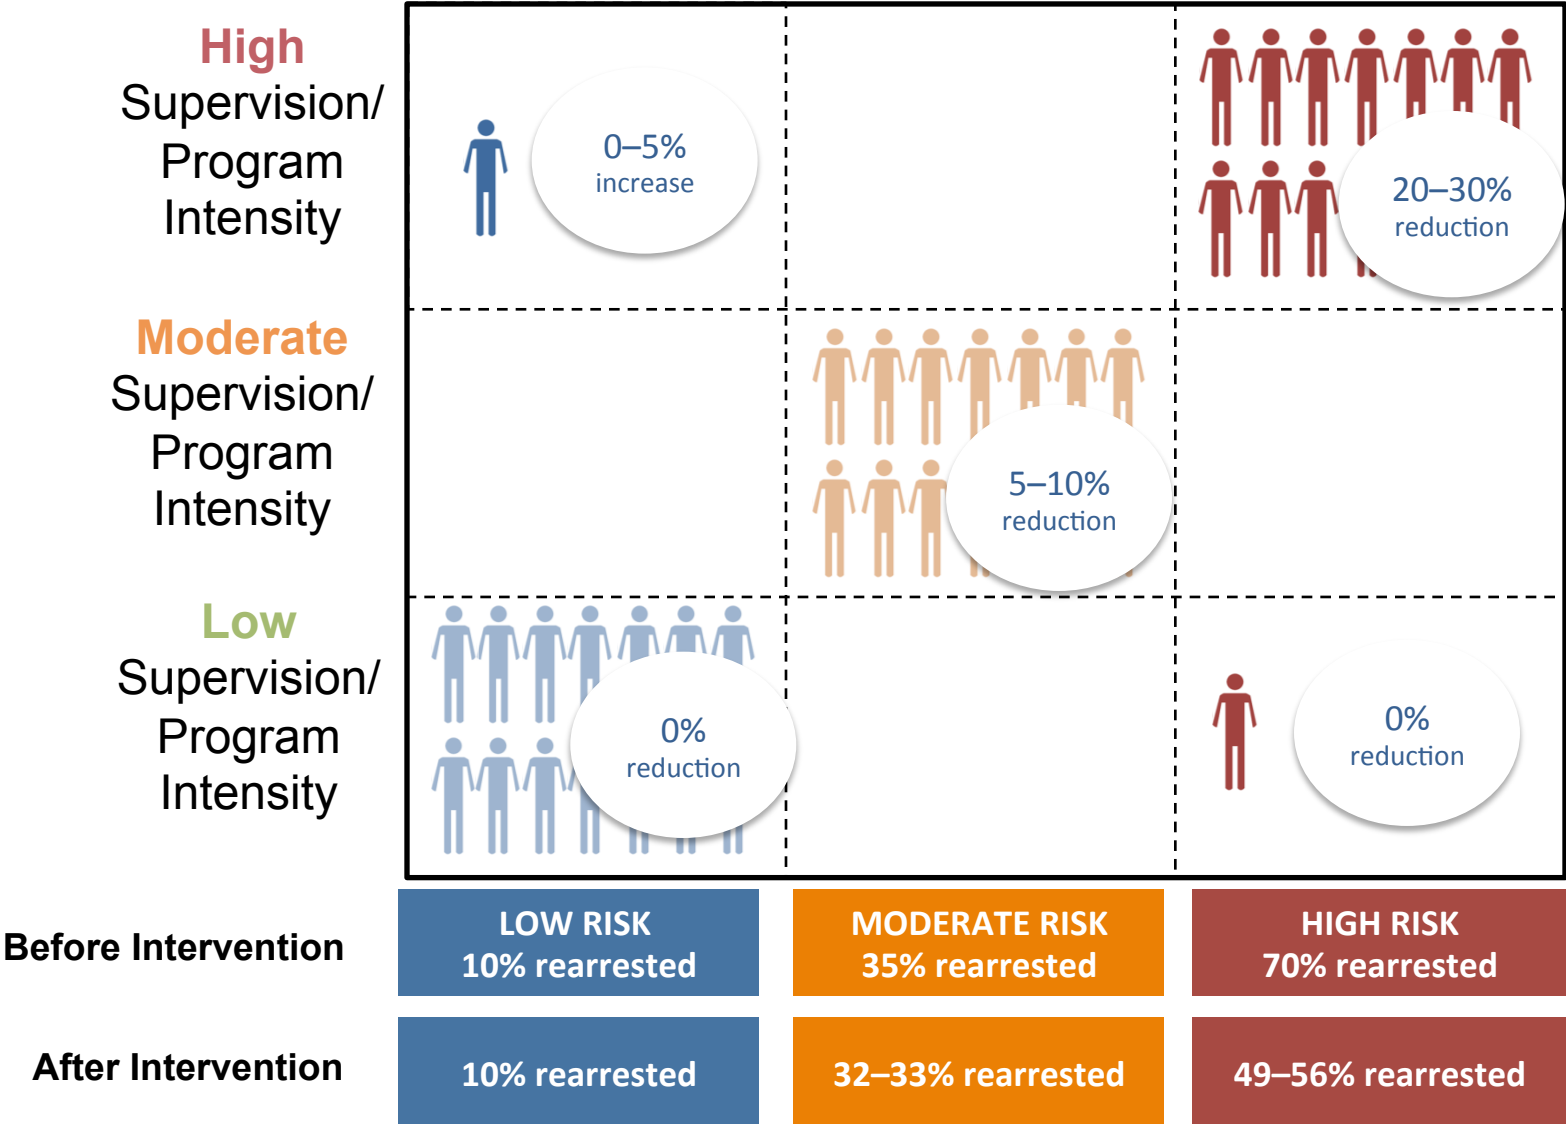 High
Supervision/
Program
Intensity
0–5%
increase
20–30%
reduction
Moderate
Supervision/
Program
Intensity
5–10%
reduction
Low
Supervision/
Program
Intensity
0%
reduction
0%
reduction
Before Intervention
LOW RISK
10% rearrested
MODERATE RISK
35% rearrested
HIGH RISK
70% rearrested
After Intervention
10% rearrested
32–33% rearrested
49–56% rearrested